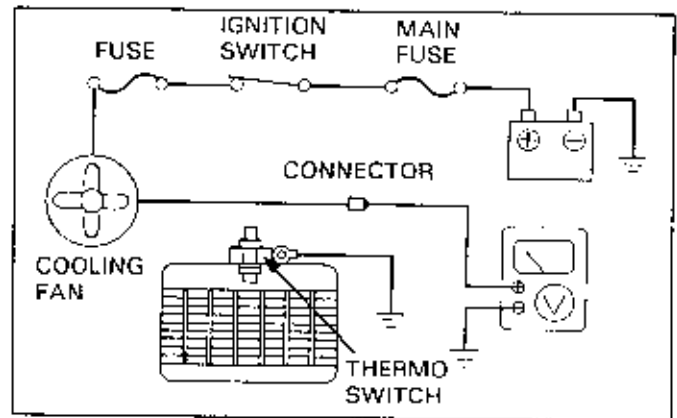 FUSE
IGNITION
SWITCH
MAIN
FUSE
CONNECTOR
COOLING
FAN
THERMO
SWITCH
V